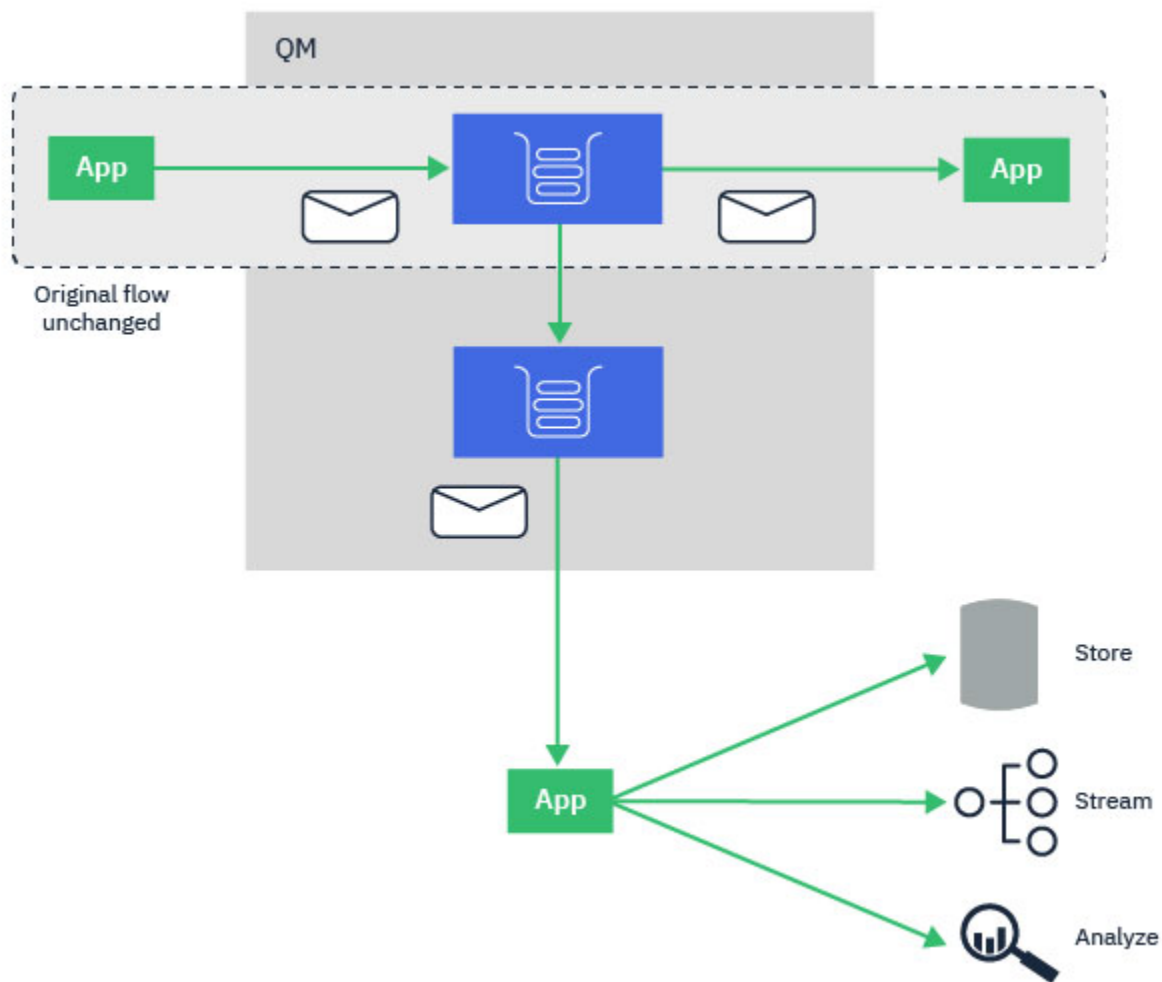 QM
App
App
Original flow
unchanged
Store
App
Stream
Analyze